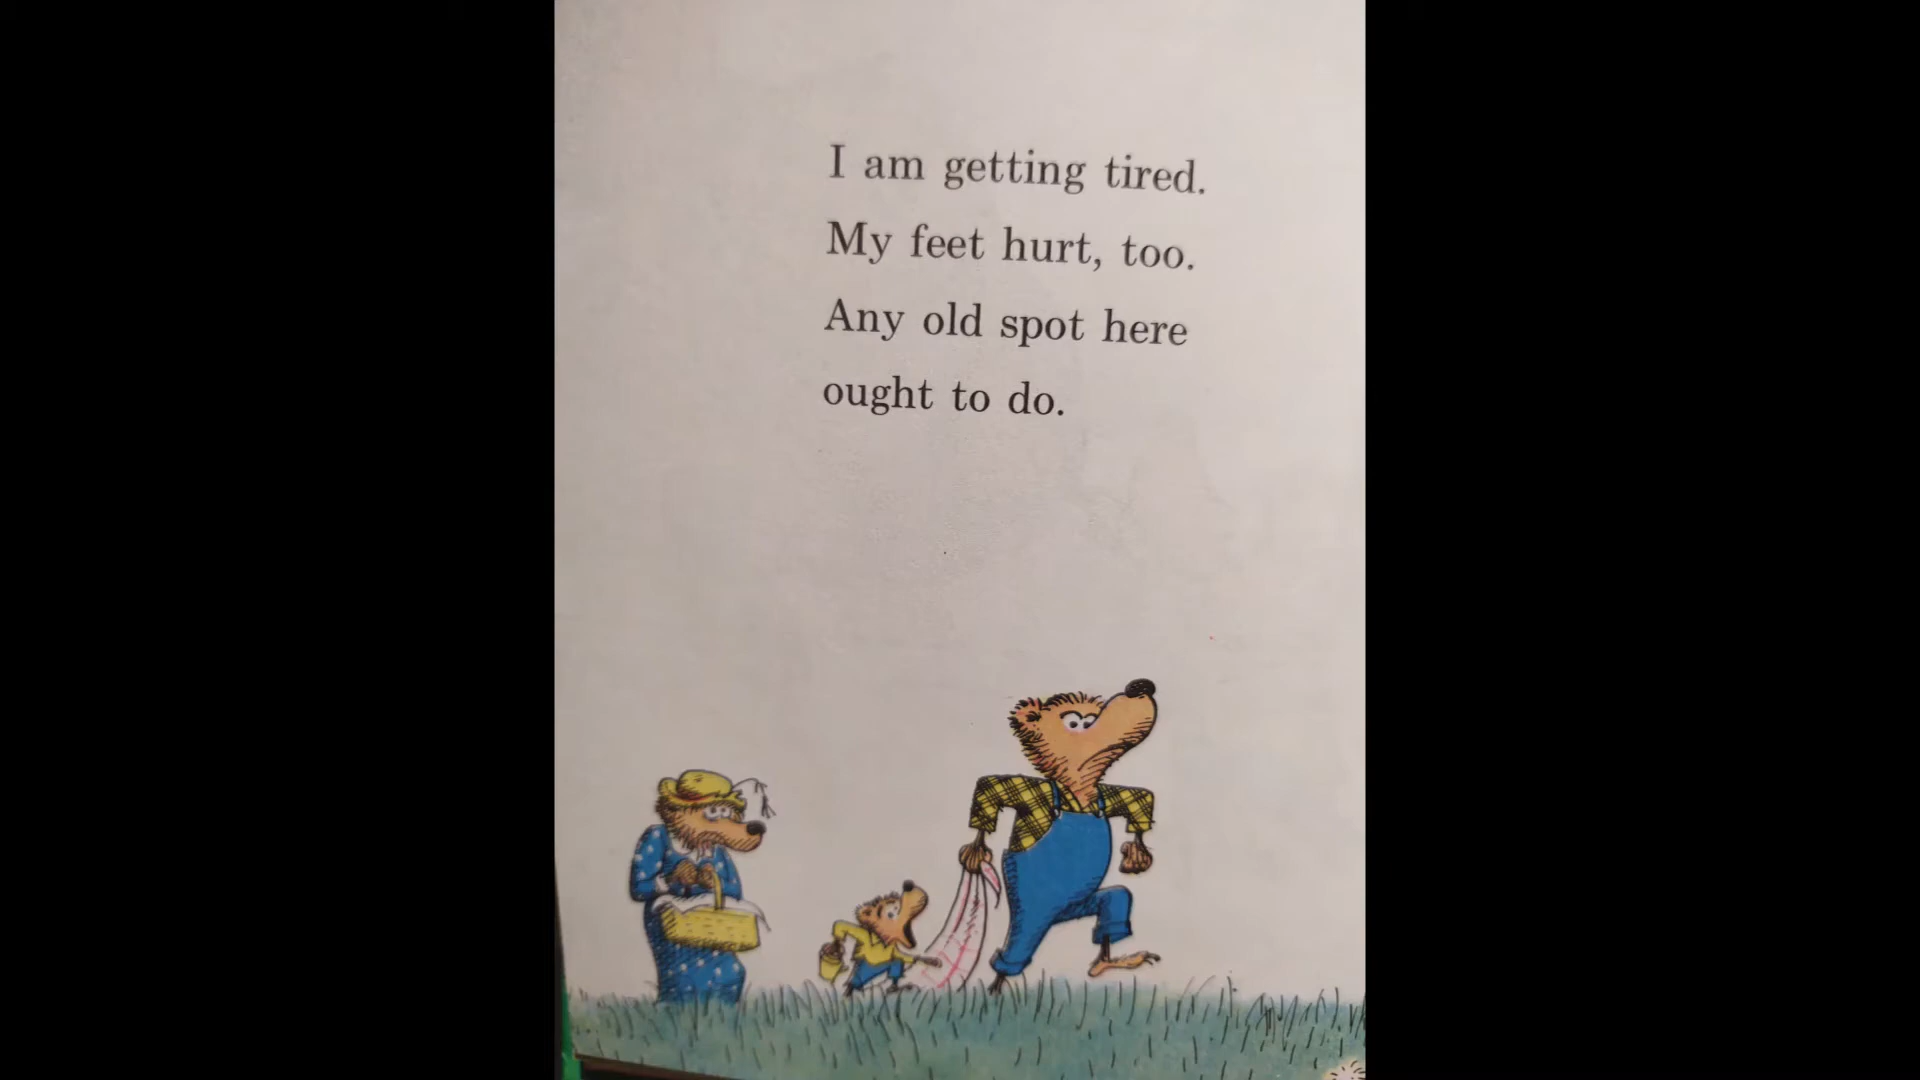 I am getting tired.
My feet hurt, too.
Any old spot here
ought to do.